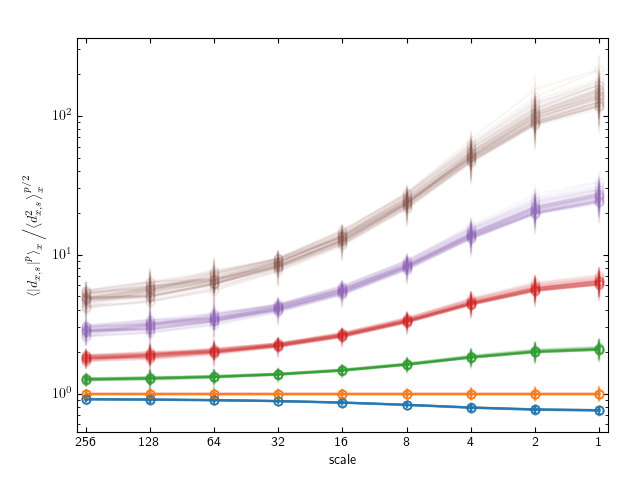 10²
10¹
10⁰
⟨|d_{x,s}|^p⟩_x / ⟨d²_{x,s}⟩_x^{p/2}
256 128 64 32 16 8 4 2 1
scale